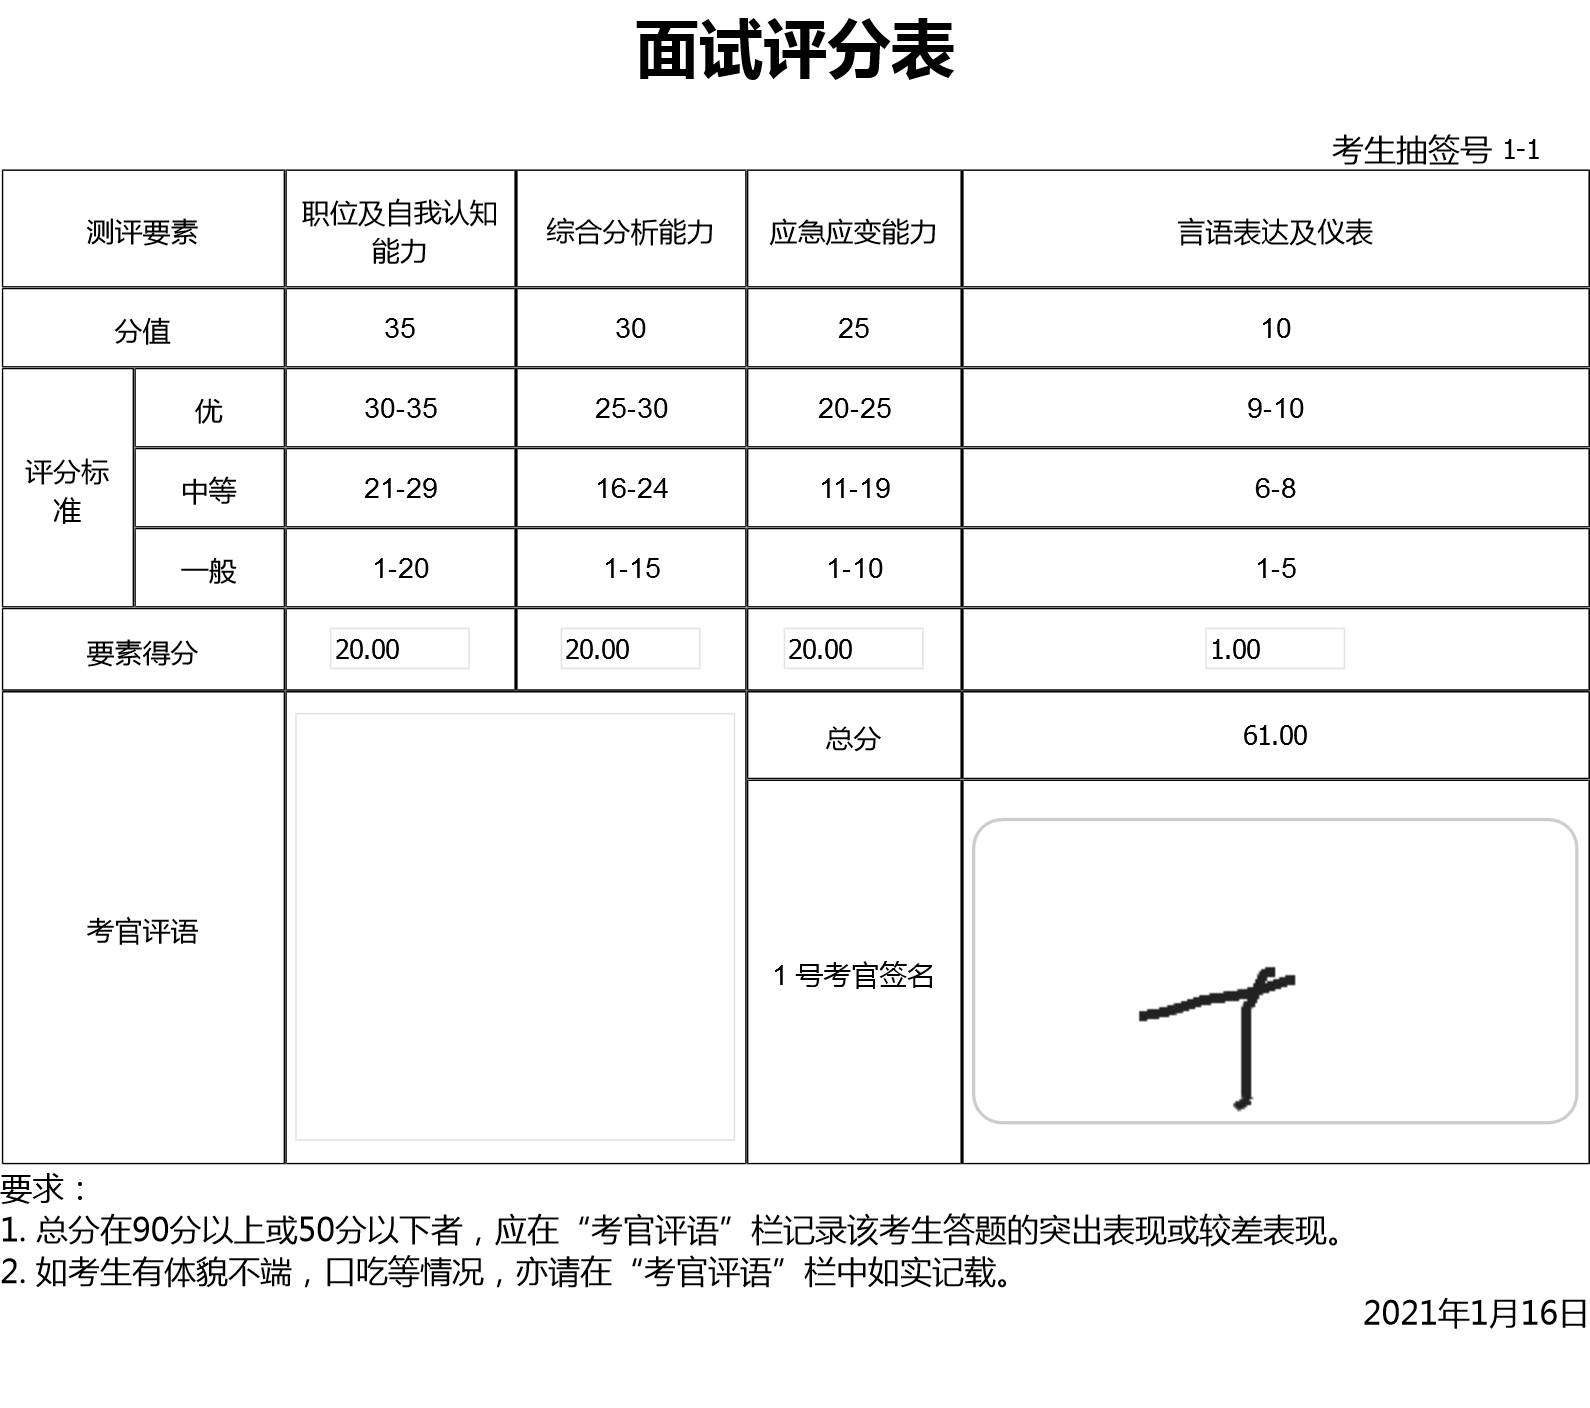 面试评分表
考生抽签号 1-1
测评要素 职位及自我认知能力 综合分析能力 应急应变能力 言语表达及仪表
分值 35 30 25 10
评分标准 优 30-35 25-30 20-25 9-10
中等 21-29 16-24 11-19 6-8
一般 1-20 1-15 1-10 1-5
要素得分 20.00 20.00 20.00 1.00
考官评语 总分 61.00
1 号考官签名
要求：
1. 总分在90分以上或50分以下者，应在“考官评语”栏记录该考生答题的突出表现或较差表现。
2. 如考生有体貌不端，口吃等情况，亦请在“考官评语”栏中如实记载。
2021年1月16日